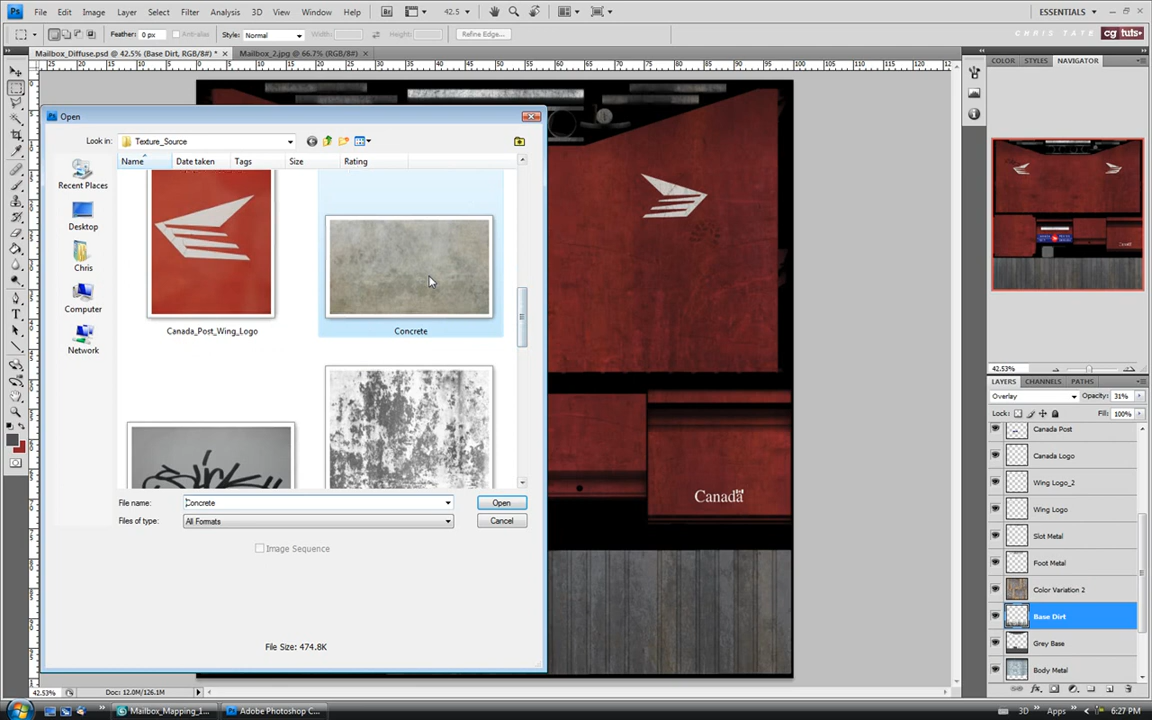 File Edit Image Layer Select Filter Analysis 3D View Window Help 42.5 ESSENTIALS
Feather: 0 px Anti-alias Style: Normal Width: Height: Refine Edge... CHRIS TATE cg tuts+
Mailbox_Diffuse.psd @ 42.5% (Base Dirt, RGB/8#) * Mailbox_2.jpg @ 66.7% (RGB/8#)
COLOR STYLES NAVIGATOR
Open
Look in: Texture_Source
Name Date taken Tags Size Rating
Recent Places
Desktop
Chris
Computer
Network
Canada_Post_Wing_Logo
Concrete
File name: Concrete Open
Files of type: All Formats Cancel
Image Sequence
File Size: 474.8K
Canada
42.53%
LAYERS CHANNELS PATHS
Overlay Opacity: 31%
Lock: Fill: 100%
Canada Post
Canada Logo
Wing Logo_2
Wing Logo
Slot Metal
Foot Metal
Color Variation 2
Base Dirt
Grey Base
Body Metal
42.53% Doc: 12.0M/126.1M
Mailbox_Mapping_1... Adobe Photoshop C... 3D Apps 6:27 PM